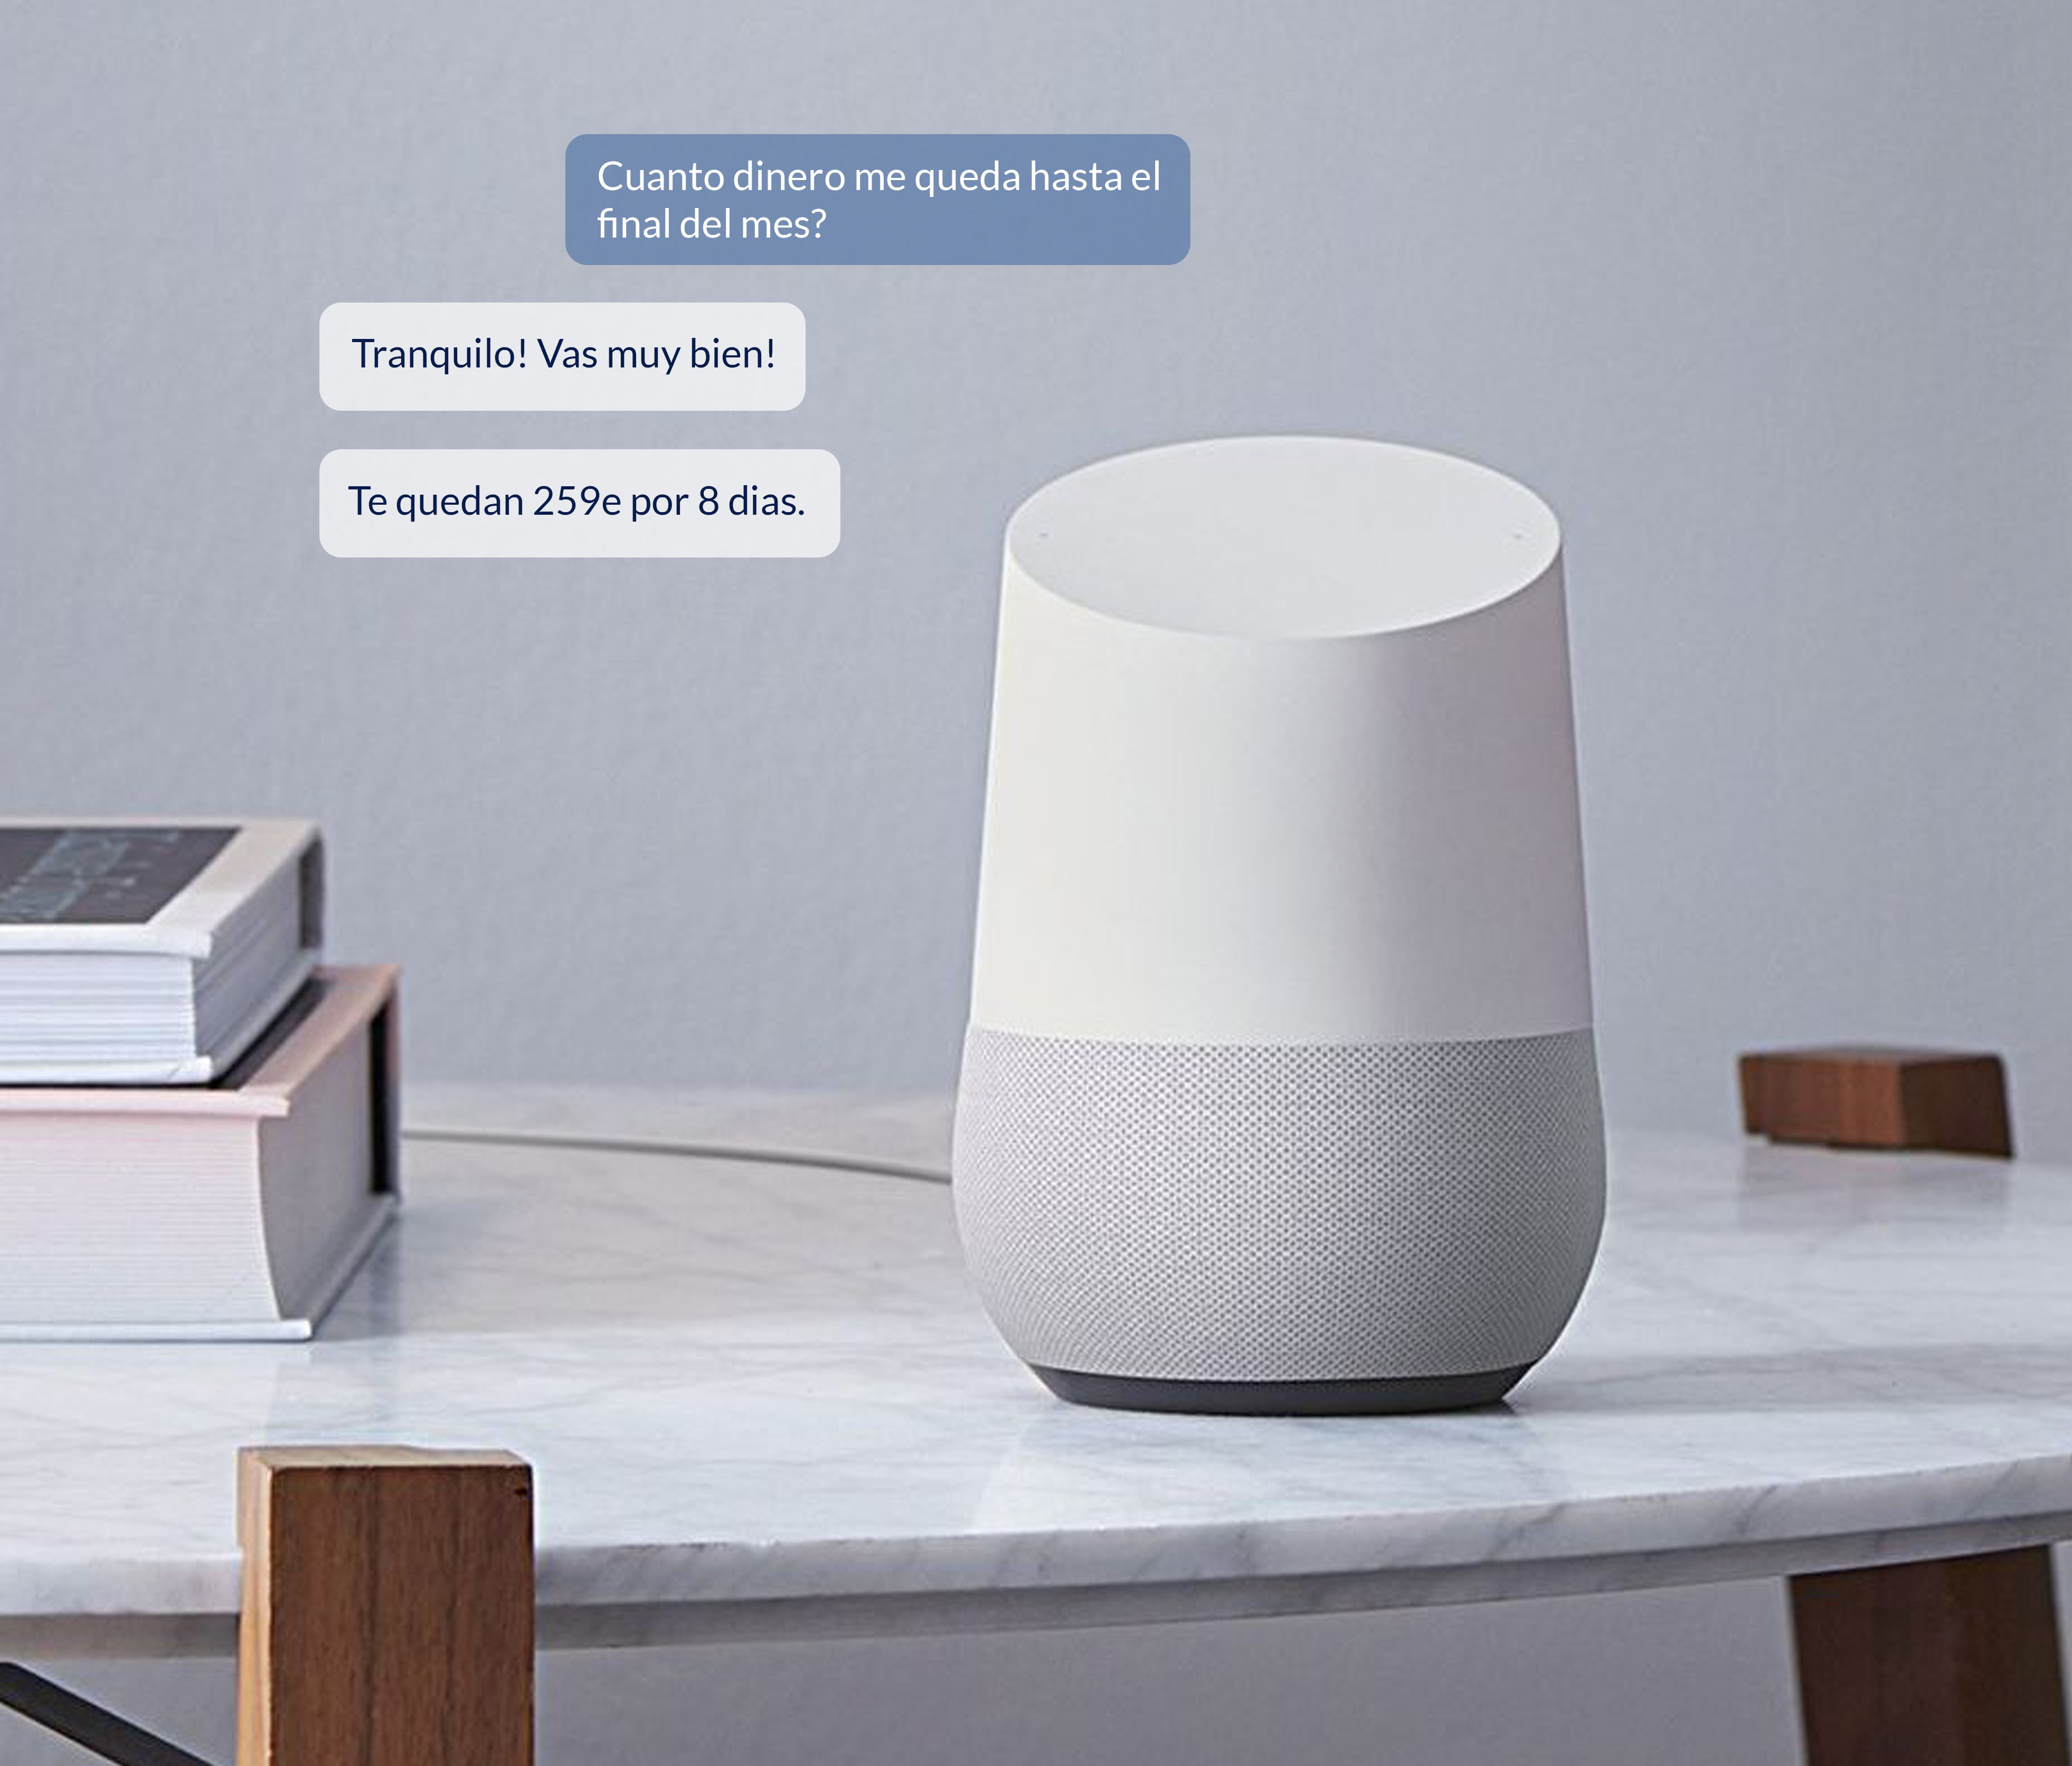 Cuanto dinero me queda hasta el
final del mes?
Tranquilo! Vas muy bien!
Te quedan 259e por 8 dias.